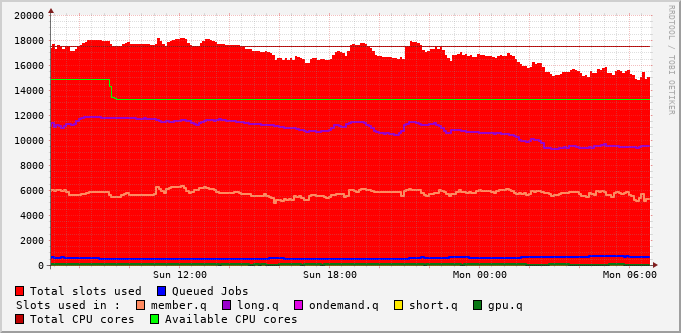 20000
18000
16000
14000
12000
10000
8000
6000
4000
2000
0
Sun 12:00 Sun 18:00 Mon 00:00 Mon 06:00
RRDTOOL / TOBI OETIKER
Total slots used Queued Jobs
Slots used in : member.q long.q ondemand.q short.q gpu.q
Total CPU cores Available CPU cores